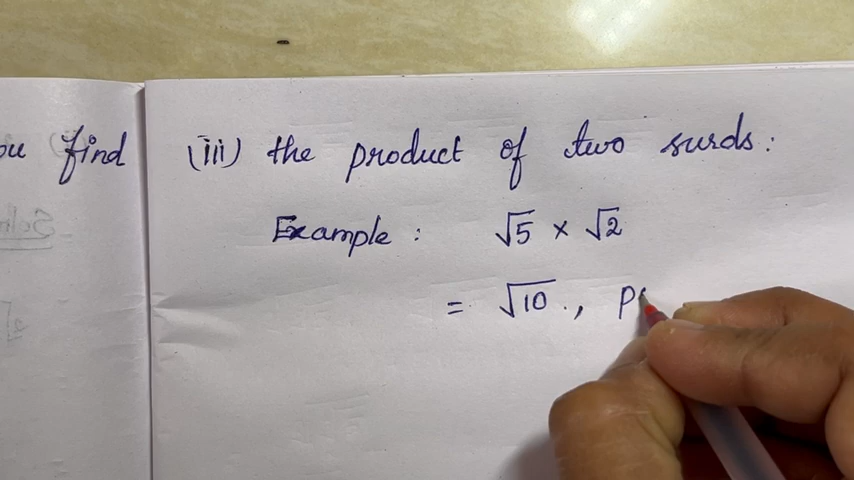 ou find
(iii) the product of two surds:
Example : √5 × √2
= √10 ., p